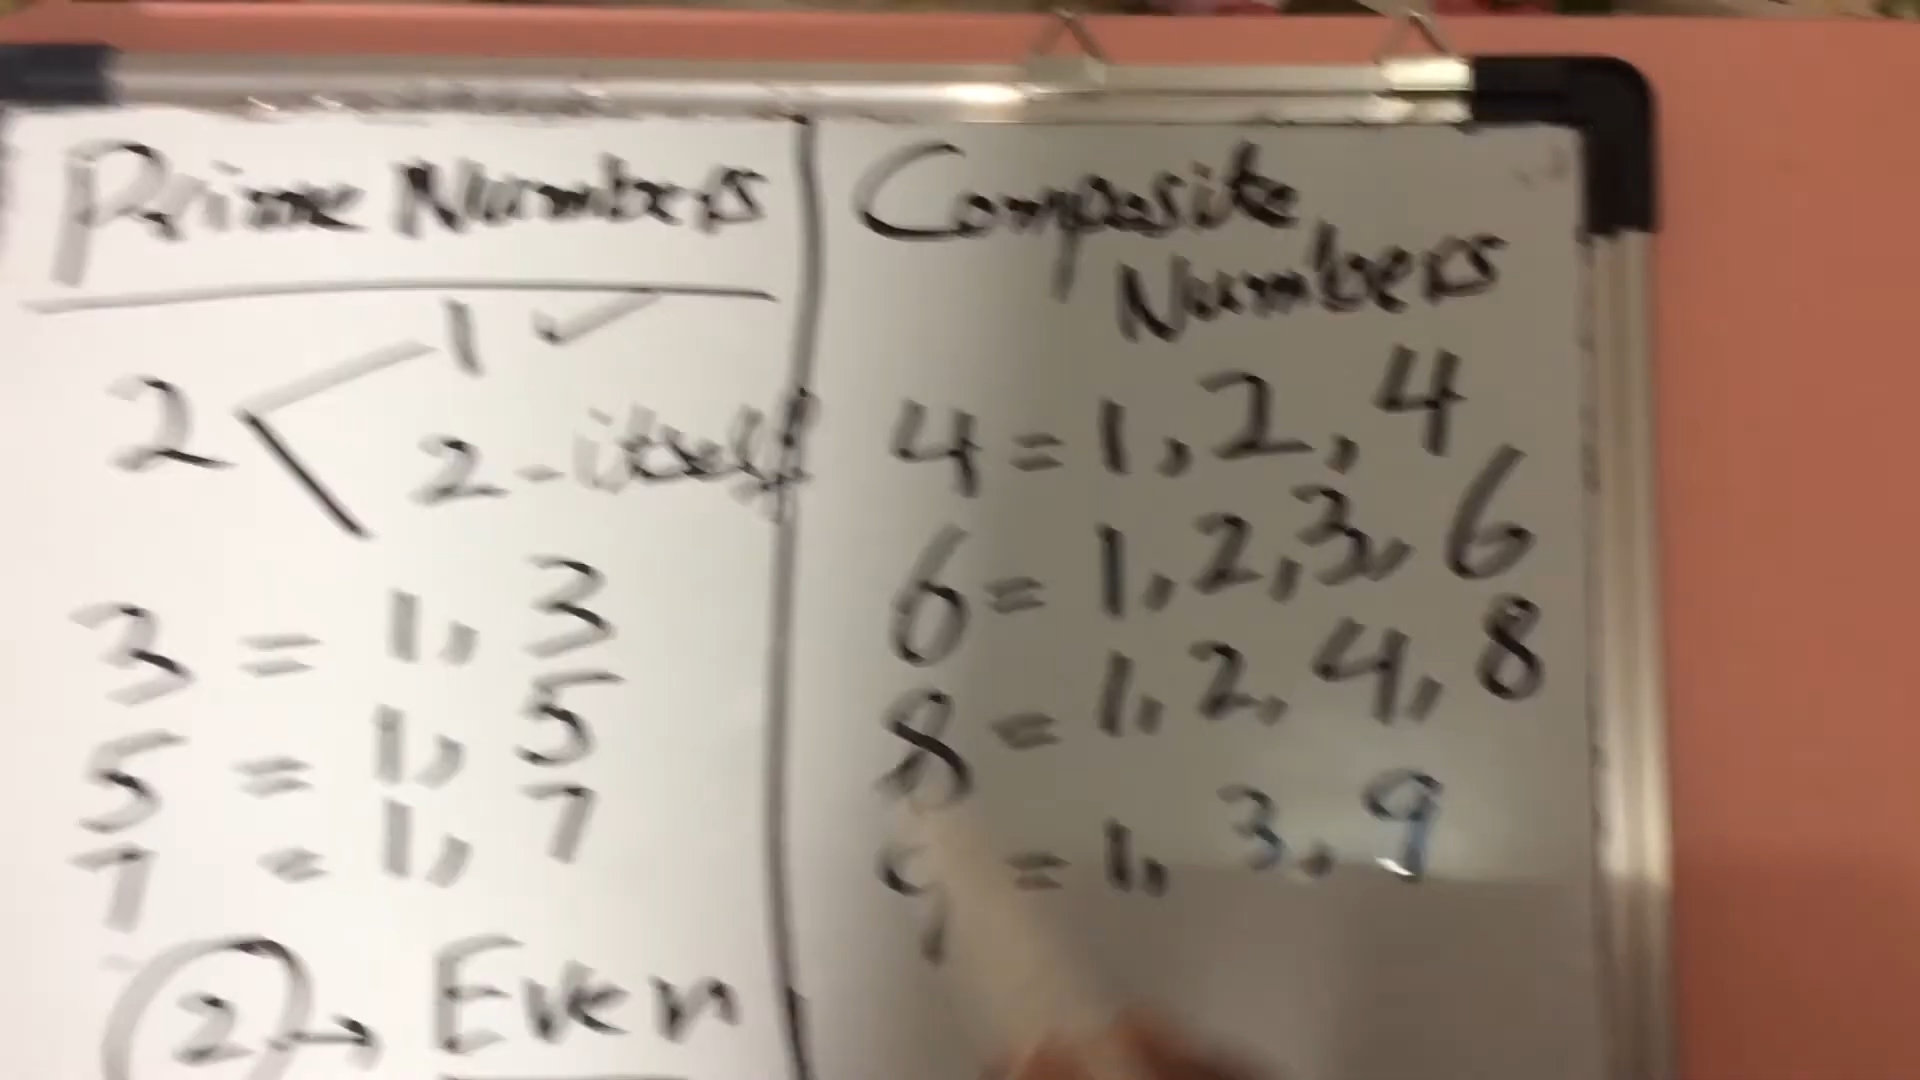 Prime Numbers
2
1 ✓
2 - itself
3 = 1, 3
5 = 1, 5
7 = 1, 7
2 → Even
Composite
Numbers
4 = 1, 2, 4
6 = 1, 2, 3, 6
8 = 1, 2, 4, 8
9 = 1, 3, 9